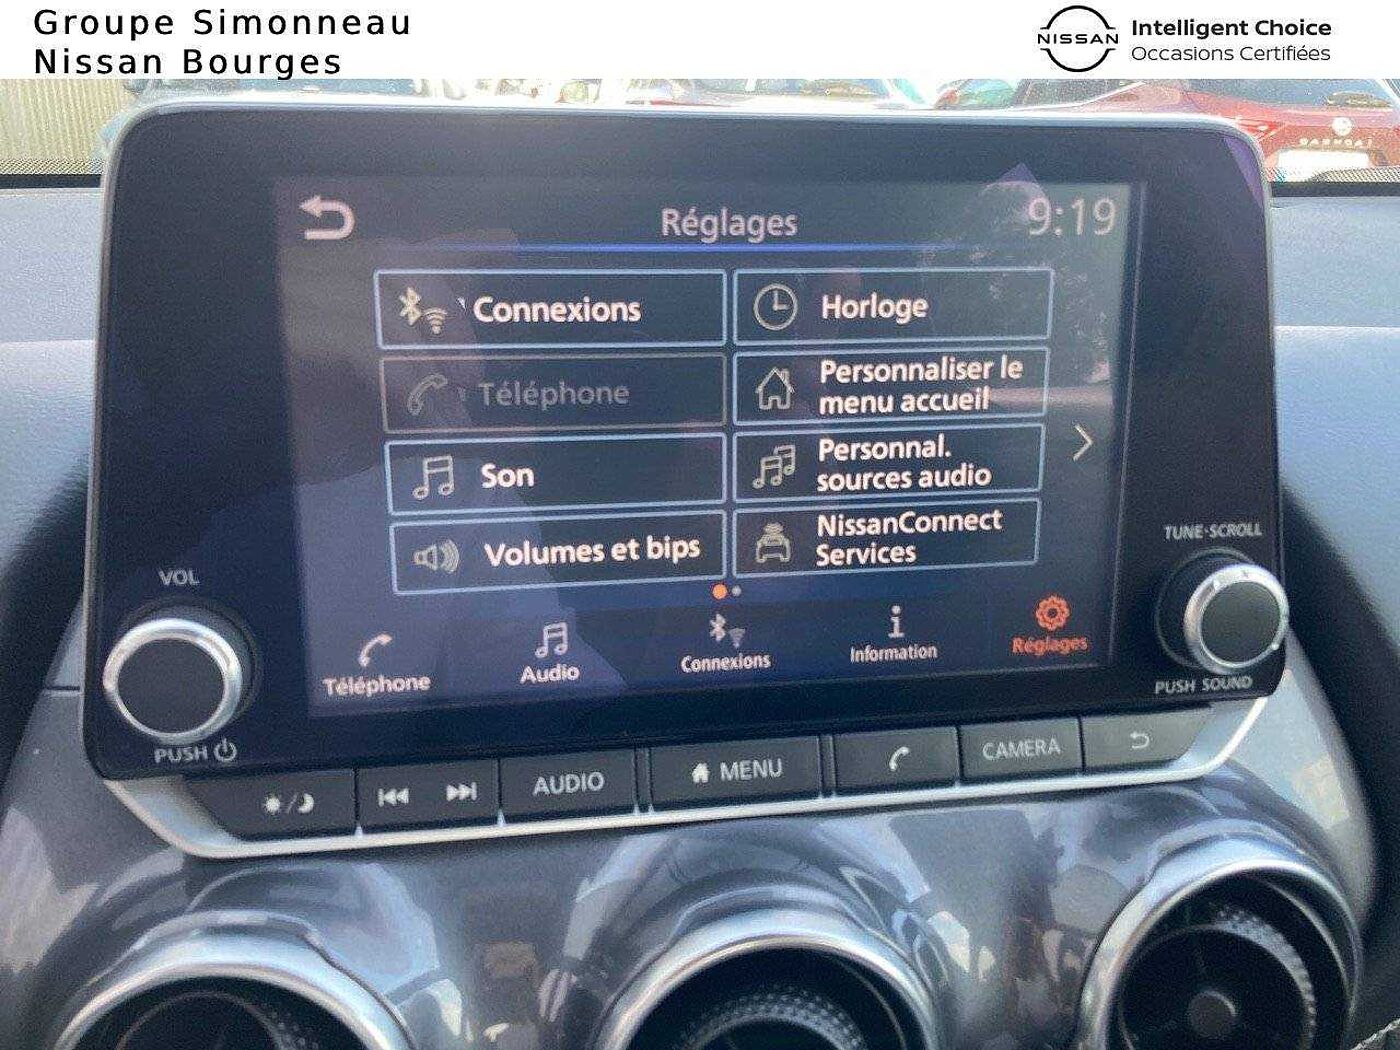 Groupe Simonneau
Nissan Bourges
NISSAN
Intelligent Choice
Occasions Certifiées
QASHQAI
Réglages
9:19
Connexions
Horloge
Téléphone
Personnaliser le
menu accueil
Son
Personnal.
sources audio
Volumes et bips
NissanConnect
Services
Téléphone
Audio
Connexions
Information
Réglages
VOL
PUSH
TUNE·SCROLL
PUSH SOUND
AUDIO
MENU
CAMERA